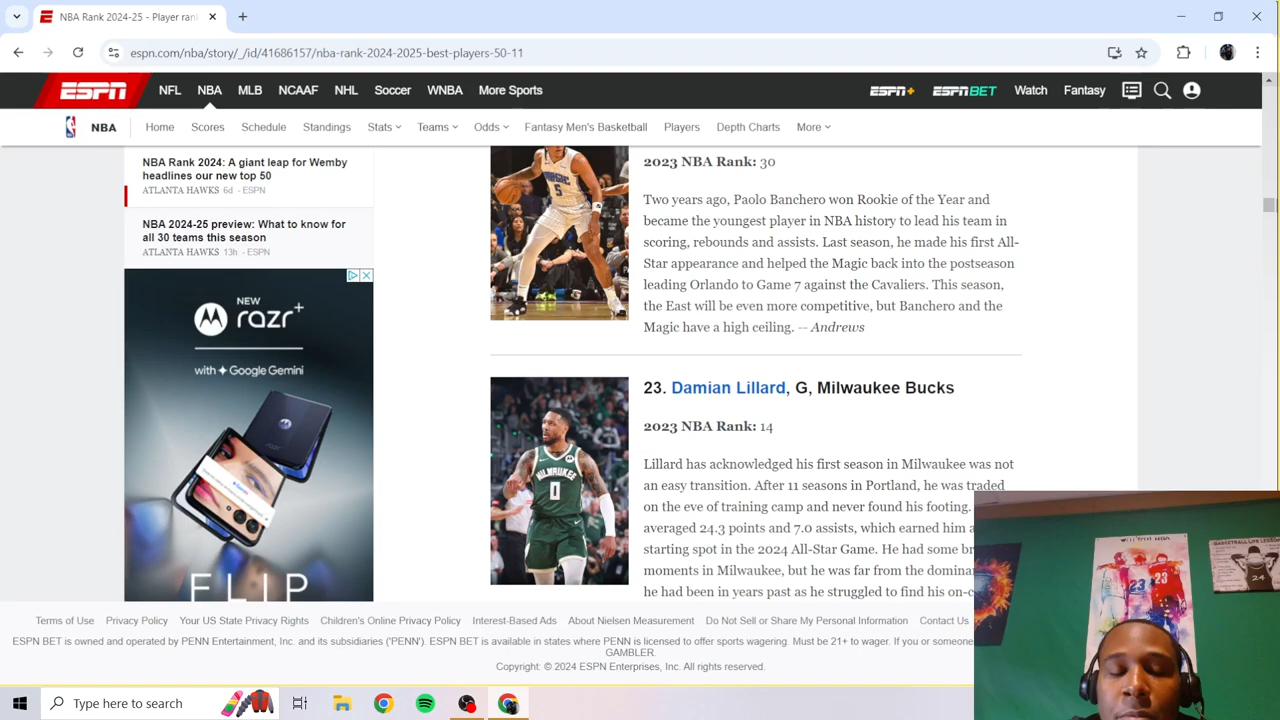 NBA Rank 2024-25 - Player ran
espn.com/nba/story/_/id/41686157/nba-rank-2024-2025-best-players-50-11
ESPN
NFL NBA MLB NCAAF NHL Soccer WNBA More Sports
ESPN+ ESPN BET Watch Fantasy
NBA Home Scores Schedule Standings Stats Teams Odds Fantasy Men's Basketball Players Depth Charts More
NBA Rank 2024: A giant leap for Wemby
headlines our new top 50
ATLANTA HAWKS 6d - ESPN
NBA 2024-25 preview: What to know for
all 30 teams this season
ATLANTA HAWKS 13h - ESPN
NEW
razr+
with Google Gemini
FLIP
2023 NBA Rank: 30
Two years ago, Paolo Banchero won Rookie of the Year and
became the youngest player in NBA history to lead his team in
scoring, rebounds and assists. Last season, he made his first All-
Star appearance and helped the Magic back into the postseason
leading Orlando to Game 7 against the Cavaliers. This season,
the East will be even more competitive, but Banchero and the
Magic have a high ceiling. -- Andrews
23. Damian Lillard, G, Milwaukee Bucks
2023 NBA Rank: 14
Lillard has acknowledged his first season in Milwaukee was not
an easy transition. After 11 seasons in Portland, he was traded
on the eve of training camp and never found his footing.
averaged 24.3 points and 7.0 assists, which earned him a
starting spot in the 2024 All-Star Game. He had some br
moments in Milwaukee, but he was far from the domina
he had been in years past as he struggled to find his on-c
MAGIC
5
MILWAUKEE
0
Terms of Use Privacy Policy Your US State Privacy Rights Children's Online Privacy Policy Interest-Based Ads About Nielsen Measurement Do Not Sell or Share My Personal Information Contact Us
ESPN BET is owned and operated by PENN Entertainment, Inc. and its subsidiaries ('PENN'). ESPN BET is available in states where PENN is licensed to offer sports wagering. Must be 21+ to wager. If you or someone
GAMBLER.
Copyright: © 2024 ESPN Enterprises, Inc. All rights reserved.
23 23
BASKETBALL LIFE LESSON
24
Type here to search